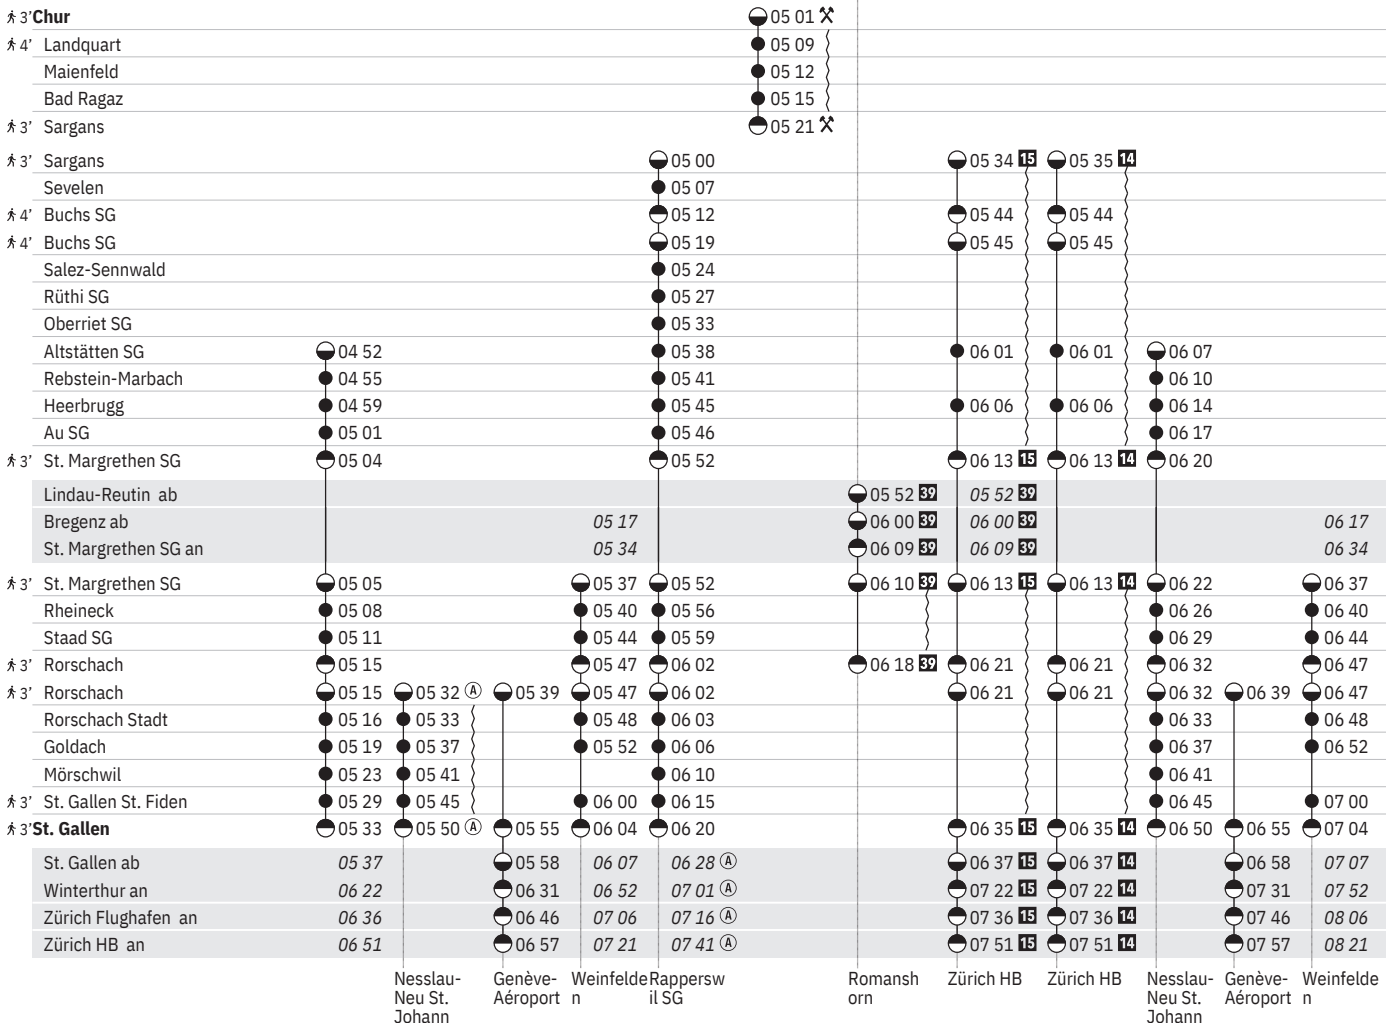 3’ Chur 05 01
4’ Landquart 05 09
Maienfeld 05 12
Bad Ragaz 05 15
3’ Sargans 05 21
3’ Sargans 05 00 05 34 15 05 35 14
Sevelen 05 07
4’ Buchs SG 05 12 05 44 05 44
4’ Buchs SG 05 19 05 45 05 45
Salez-Sennwald 05 24
Rüthi SG 05 27
Oberriet SG 05 33
Altstätten SG 04 52 05 38 06 01 06 01 06 07
Rebstein-Marbach 04 55 05 41 06 10
Heerbrugg 04 59 05 45 06 06 06 06 06 14
Au SG 05 01 05 46 06 17
3’ St. Margrethen SG 05 04 05 52 06 13 15 06 13 14 06 20
Lindau-Reutin ab 05 52 39 05 52 39
Bregenz ab 05 17 06 00 39 06 00 39 06 17
St. Margrethen SG an 05 34 06 09 39 06 09 39 06 34
3’ St. Margrethen SG 05 05 05 37 05 52 06 10 39 06 13 15 06 13 14 06 22 06 37
Rheineck 05 08 05 40 05 56 06 26 06 40
Staad SG 05 11 05 44 05 59 06 29 06 44
3’ Rorschach 05 15 05 47 06 02 06 18 39 06 21 06 21 06 32 06 47
3’ Rorschach 05 15 05 32 A 05 39 05 47 06 02 06 21 06 21 06 32 06 39 06 47
Rorschach Stadt 05 16 05 33 05 48 06 03 06 33 06 48
Goldach 05 19 05 37 05 52 06 06 06 37 06 52
Mörschwil 05 23 05 41 06 10 06 41
3’ St. Gallen St. Fiden 05 29 05 45 06 00 06 15 06 45 07 00
3’ St. Gallen 05 33 05 50 A 05 55 06 04 06 20 06 35 15 06 35 14 06 50 06 55 07 04
St. Gallen ab 05 37 05 58 06 07 06 28 A 06 37 15 06 37 14 06 58 07 07
Winterthur an 06 22 06 31 06 52 07 01 A 07 22 15 07 22 14 07 31 07 52
Zürich Flughafen an 06 36 06 46 07 06 07 16 A 07 36 15 07 36 14 07 46 08 06
Zürich HB an 06 51 06 57 07 21 07 41 A 07 51 15 07 51 14 07 57 08 21
Nesslau- Genève- Weinfelde Rappersw Romansh Zürich HB Zürich HB Nesslau- Genève- Weinfelde
Neu St. Aéroport n il SG orn Neu St. Aéroport n
Johann Johann